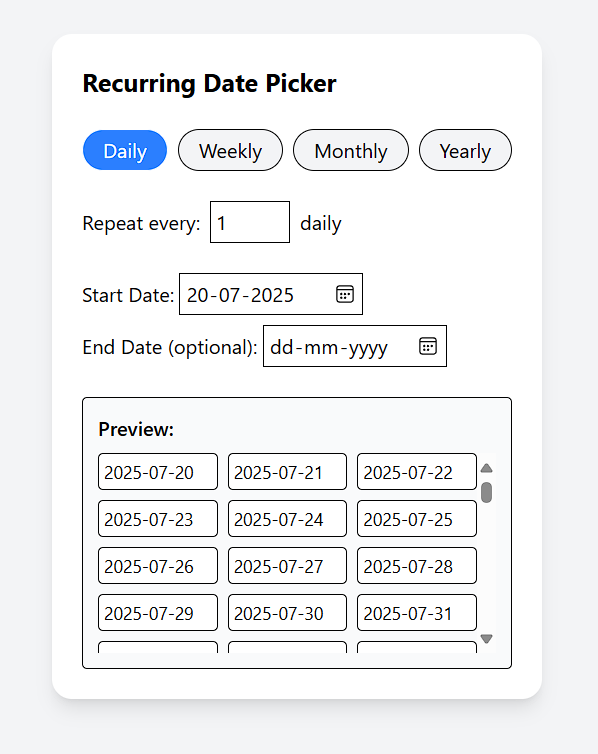 Recurring Date Picker
Daily Weekly Monthly Yearly
Repeat every: 1 daily
Start Date: 20-07-2025
End Date (optional): dd-mm-yyyy
Preview:
2025-07-20 2025-07-21 2025-07-22
2025-07-23 2025-07-24 2025-07-25
2025-07-26 2025-07-27 2025-07-28
2025-07-29 2025-07-30 2025-07-31